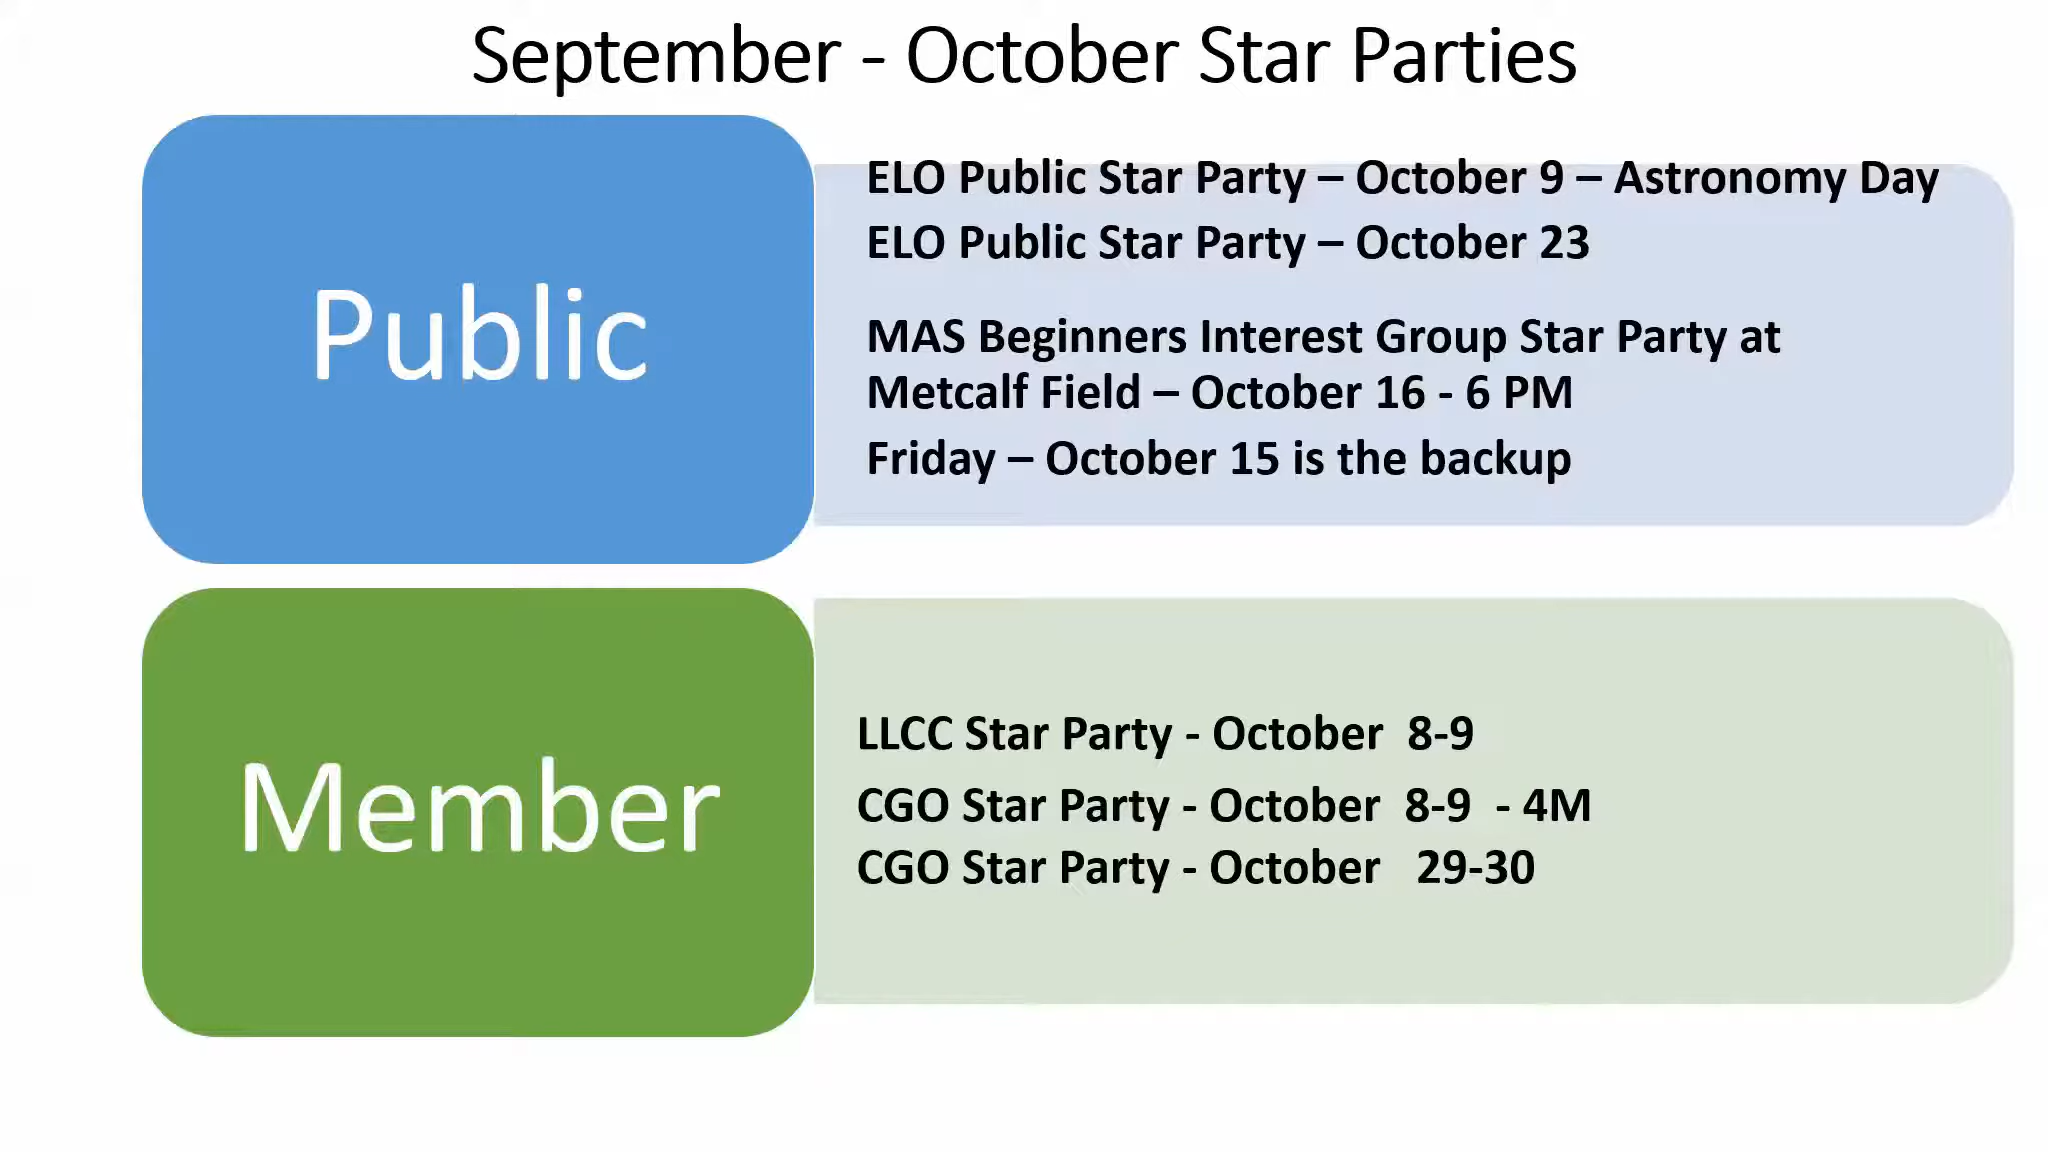 September - October Star Parties
Public
ELO Public Star Party – October 9 – Astronomy Day
ELO Public Star Party – October 23
MAS Beginners Interest Group Star Party at
Metcalf Field – October 16 - 6 PM
Friday – October 15 is the backup
Member
LLCC Star Party - October 8-9
CGO Star Party - October 8-9 - 4M
CGO Star Party - October 29-30